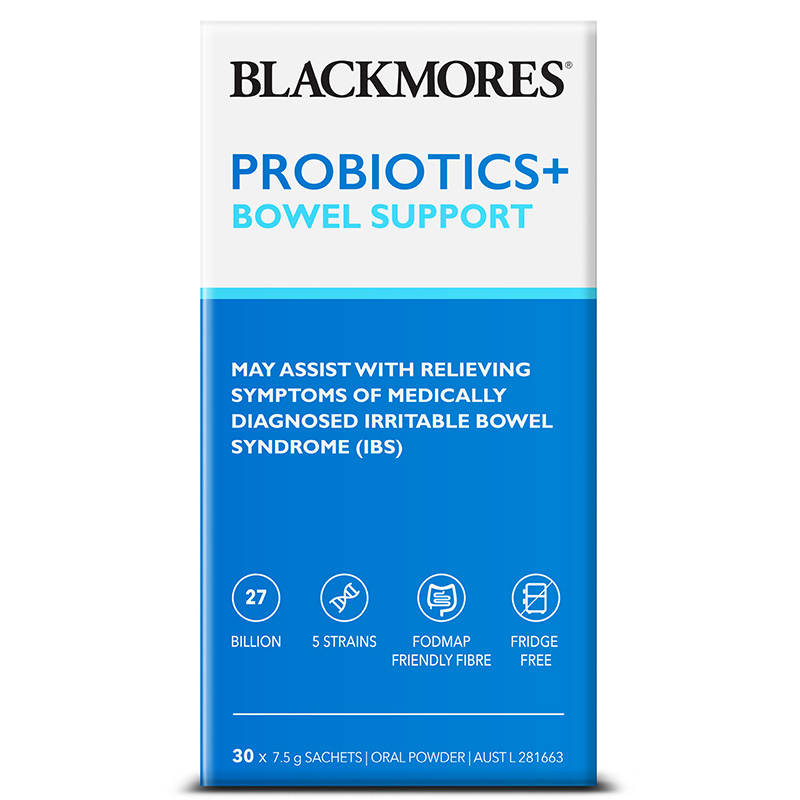 BLACKMORES®
PROBIOTICS+
BOWEL SUPPORT
MAY ASSIST WITH RELIEVING
SYMPTOMS OF MEDICALLY
DIAGNOSED IRRITABLE BOWEL
SYNDROME (IBS)
27
BILLION
5 STRAINS
FODMAP
FRIENDLY FIBRE
FRIDGE
FREE
30 x 7.5 g SACHETS | ORAL POWDER | AUST L 281663